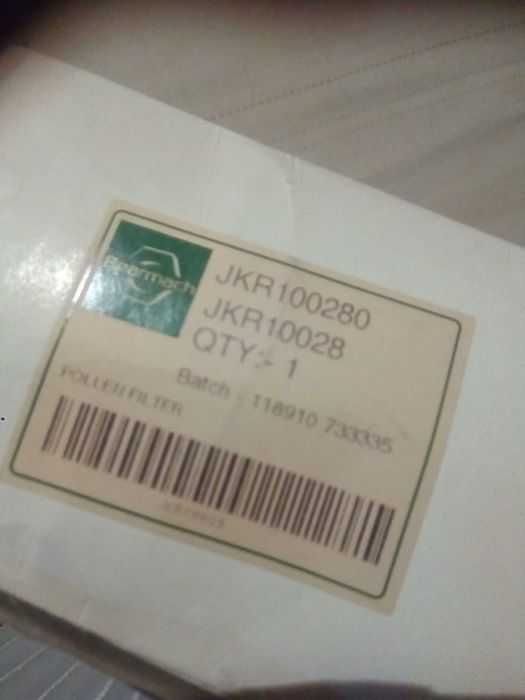 Bearmach
JKR100280
JKR10028
QTY:- 1
Batch - 118910 733335
POLLEN FILTER